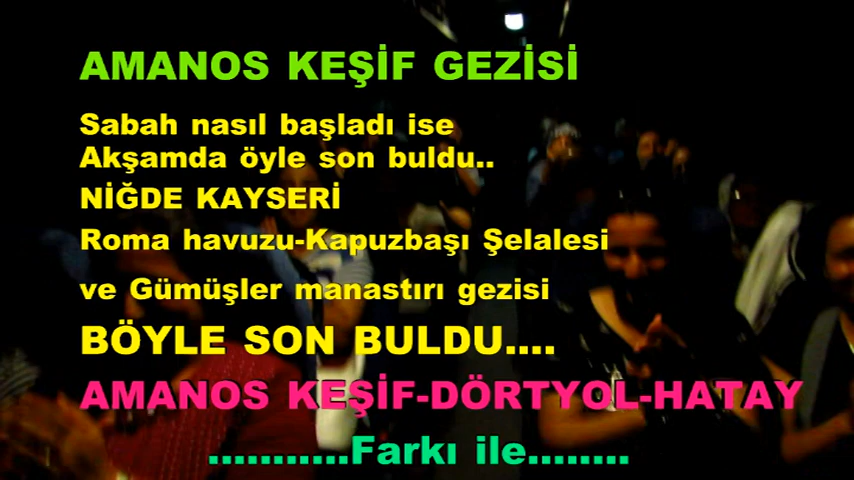 AMANOS KEŞİF GEZİSİ
Sabah nasıl başladı ise
Akşamda öyle son buldu..
NİĞDE KAYSERİ
Roma havuzu-Kapuzbaşı Şelalesi
ve Gümüşler manastırı gezisi
BÖYLE SON BULDU....
AMANOS KEŞİF-DÖRTYOL-HATAY
...........Farkı ile........